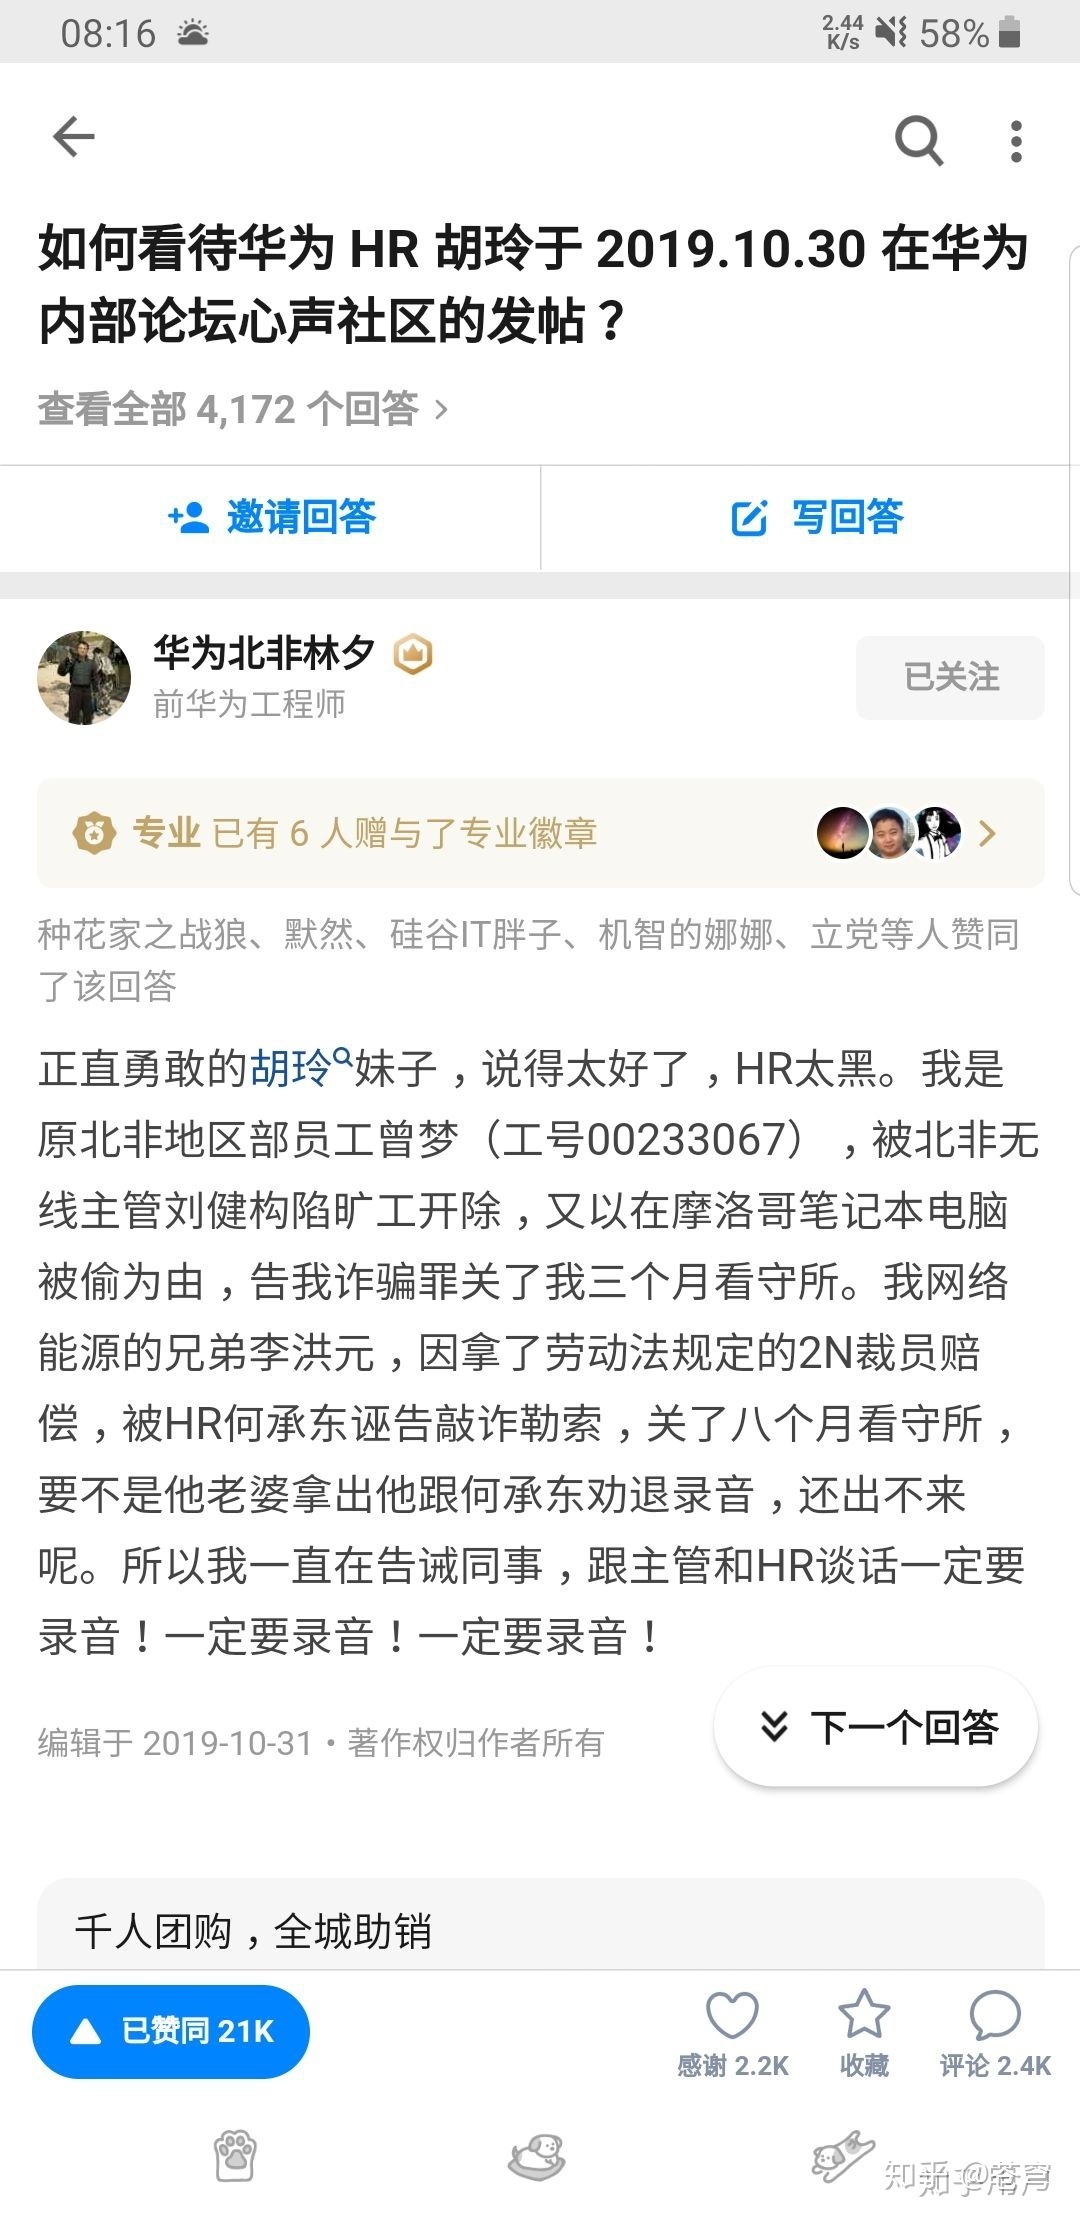 08:16
2.44
K/s
58%
如何看待华为 HR 胡玲于 2019.10.30 在华为
内部论坛心声社区的发帖？
查看全部 4,172 个回答
邀请回答
写回答
华为北非林夕
前华为工程师
已关注
专业 已有 6 人赠与了专业徽章
种花家之战狼、默然、硅谷IT胖子、机智的娜娜、立党等人赞同
了该回答
正直勇敢的胡玲妹子，说得太好了，HR太黑。我是
原北非地区部员工曾梦（工号00233067），被北非无
线主管刘健构陷旷工开除，又以在摩洛哥笔记本电脑
被偷为由，告我诈骗罪关了我三个月看守所。我网络
能源的兄弟李洪元，因拿了劳动法规定的2N裁员赔
偿，被HR何承东诬告敲诈勒索，关了八个月看守所，
要不是他老婆拿出他跟何承东劝退录音，还出不来
呢。所以我一直在告诫同事，跟主管和HR谈话一定要
录音！一定要录音！一定要录音！
编辑于 2019-10-31・著作权归作者所有
下一个回答
千人团购，全城助销
已赞同 21K
感谢 2.2K
收藏
评论 2.4K
知乎